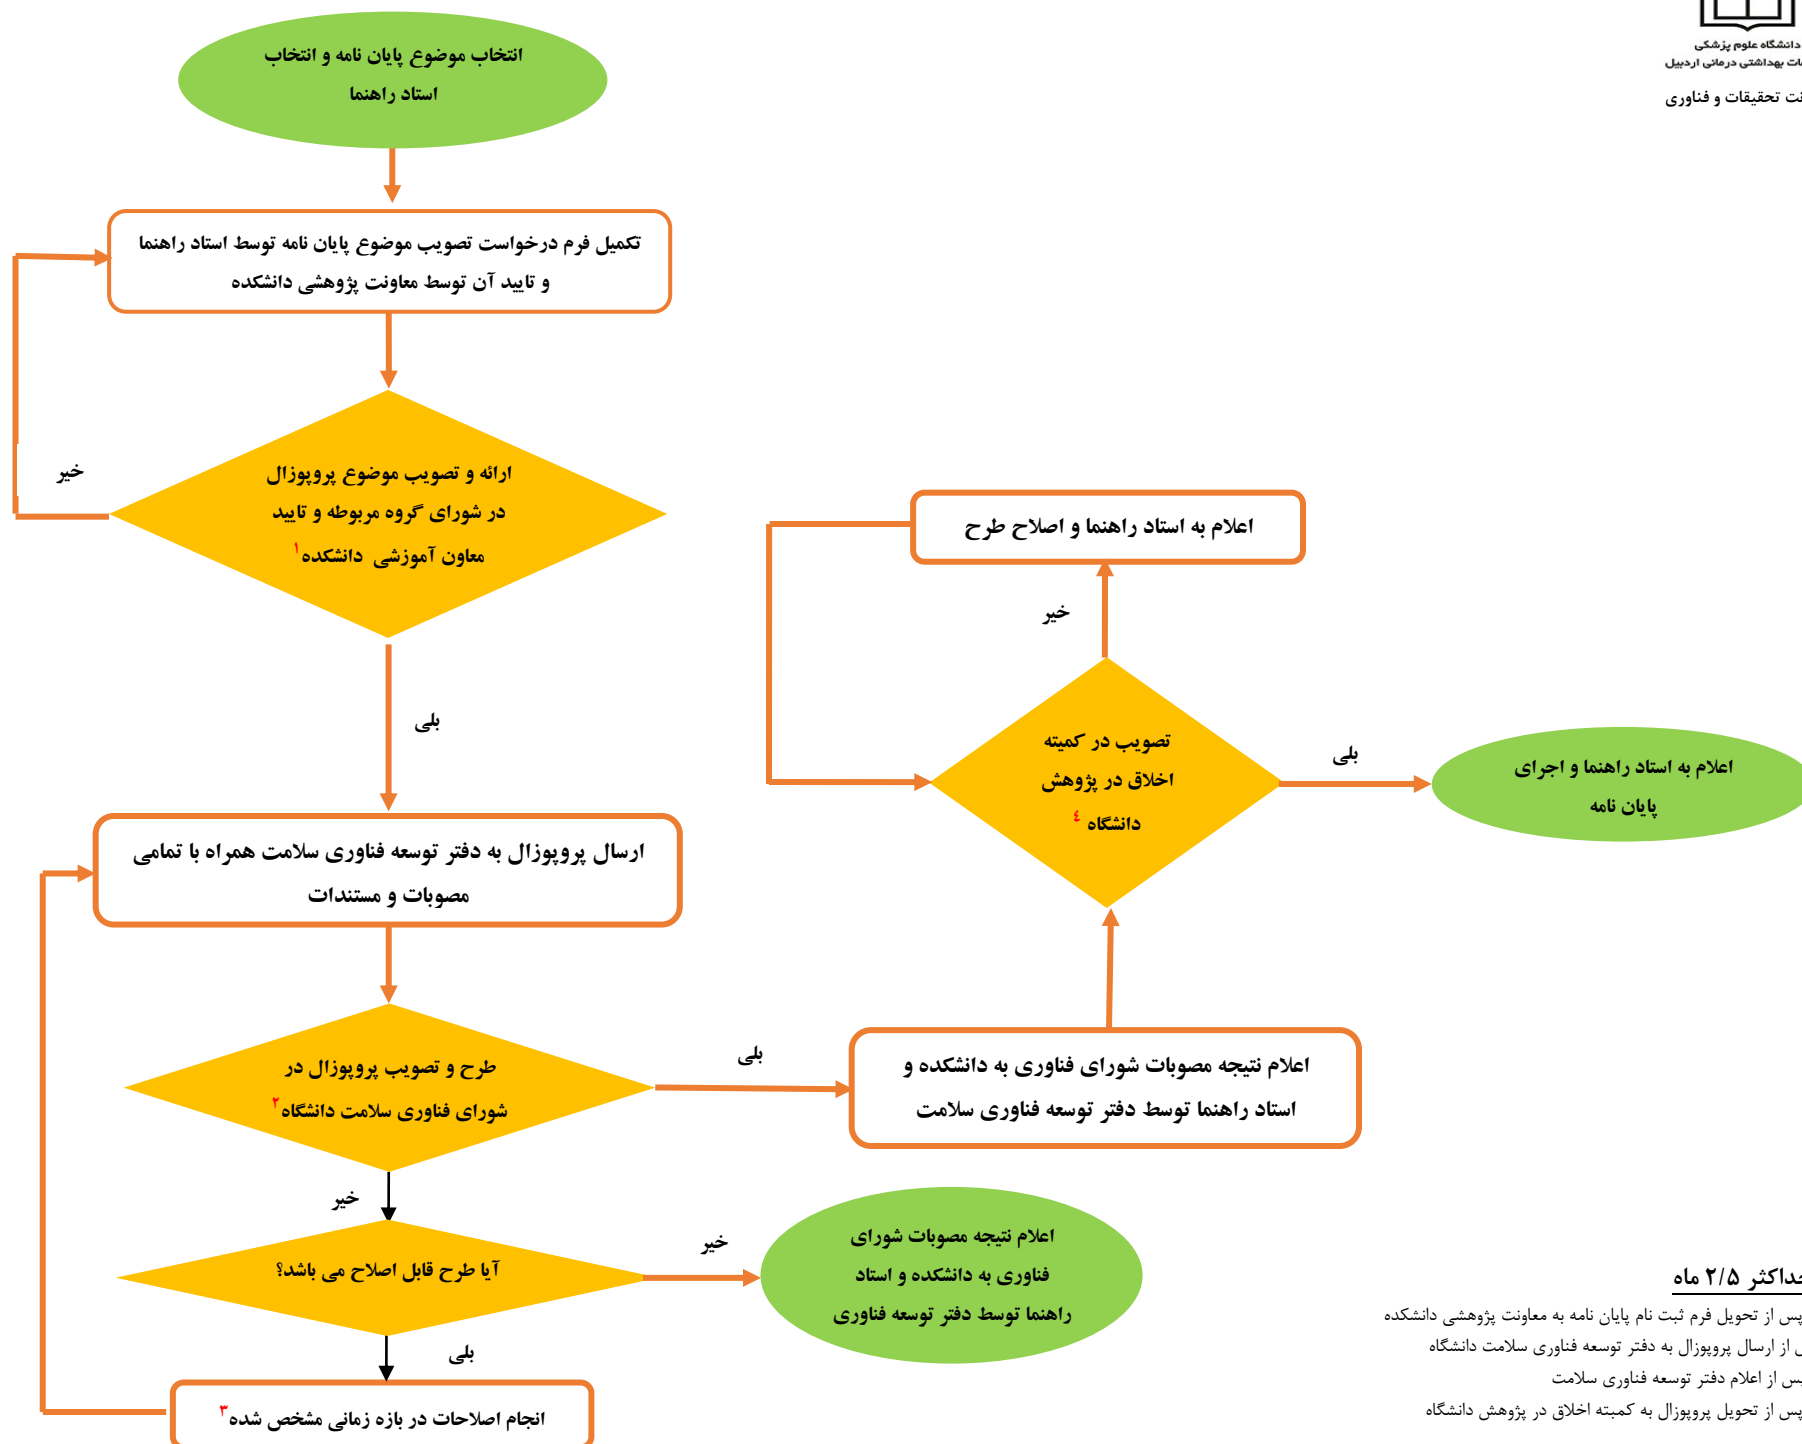 دانشگاه علوم پزشکی
بهداشتی درمانی اردبیل
تحقیقات و فناوری
انتخاب موضوع پایان نامه و انتخاب
استاد راهنما
تکمیل فرم درخواست تصویب موضوع پایان نامه توسط استاد راهنما
و تایید آن توسط معاونت پژوهشی دانشکده
ارائه و تصویب موضوع پروپوزال
در شورای گروه مربوطه و تایید
معاون آموزشی دانشکده۱
خیر
بلی
ارسال پروپوزال به دفتر توسعه فناوری سلامت همراه با تمامی
مصوبات و مستندات
طرح و تصویب پروپوزال در
شورای فناوری سلامت دانشگاه۲
بلی
خیر
آیا طرح قابل اصلاح می باشد؟
خیر
بلی
انجام اصلاحات در بازه زمانی مشخص شده۳
اعلام نتیجه مصوبات شورای
فناوری به دانشکده و استاد
راهنما توسط دفتر توسعه فناوری
اعلام نتیجه مصوبات شورای فناوری به دانشکده و
استاد راهنما توسط دفتر توسعه فناوری سلامت
تصویب در کمیته
اخلاق در پژوهش
دانشگاه ٤
خیر
اعلام به استاد راهنما و اصلاح طرح
بلی
اعلام به استاد راهنما و اجرای
پایان نامه
حداکثر ۲/۵ ماه
پس از تحویل فرم ثبت نام پایان نامه به معاونت پژوهشی دانشکده
از ارسال پروپوزال به دفتر توسعه فناوری سلامت دانشگاه
پس از اعلام دفتر توسعه فناوری سلامت
پس از تحویل پروپوزال به کمیته اخلاق در پژوهش دانشگاه